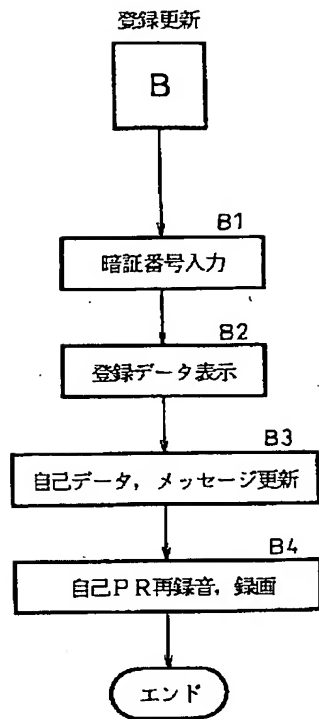 登録更新
B
B1
暗証番号入力
B2
登録データ表示
B3
自己データ，メッセージ更新
B4
自己PR再録音，録画
エンド